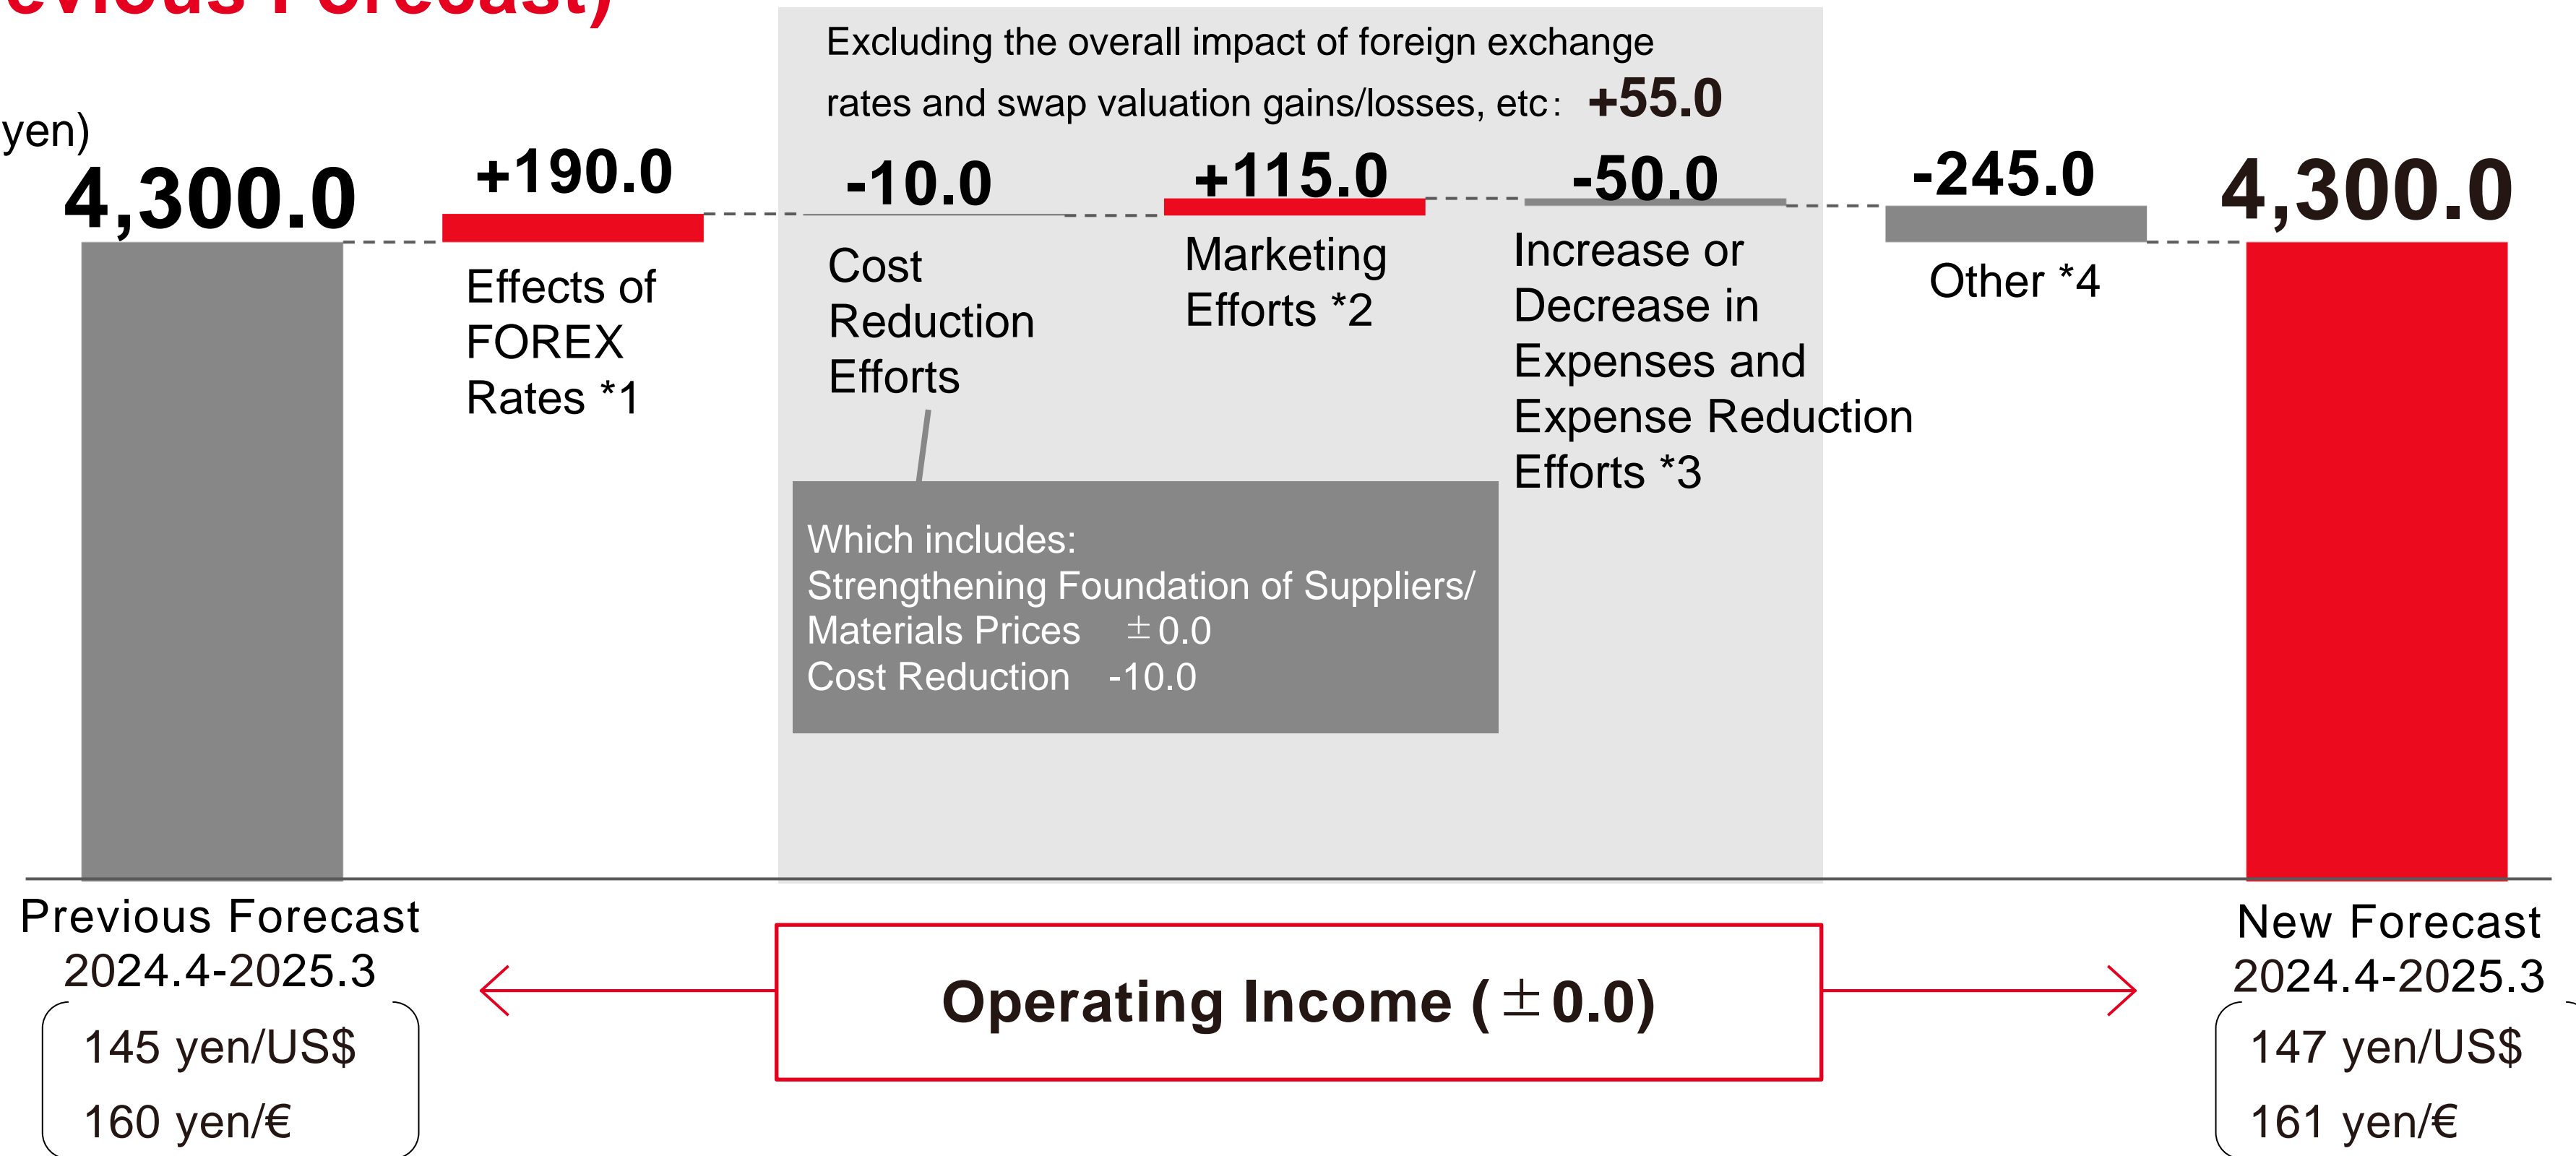 evious Forecast)
yen)
Excluding the overall impact of foreign exchange
rates and swap valuation gains/losses, etc: +55.0
4,300.0
+190.0
-10.0
+115.0
-50.0
-245.0
4,300.0
Effects of
FOREX
Rates *1
Cost
Reduction
Efforts
Marketing
Efforts *2
Increase or
Decrease in
Expenses and
Expense Reduction
Efforts *3
Other *4
Which includes:
Strengthening Foundation of Suppliers/
Materials Prices ±0.0
Cost Reduction -10.0
Previous Forecast
2024.4-2025.3
145 yen/US$
160 yen/€
Operating Income (±0.0)
New Forecast
2024.4-2025.3
147 yen/US$
161 yen/€